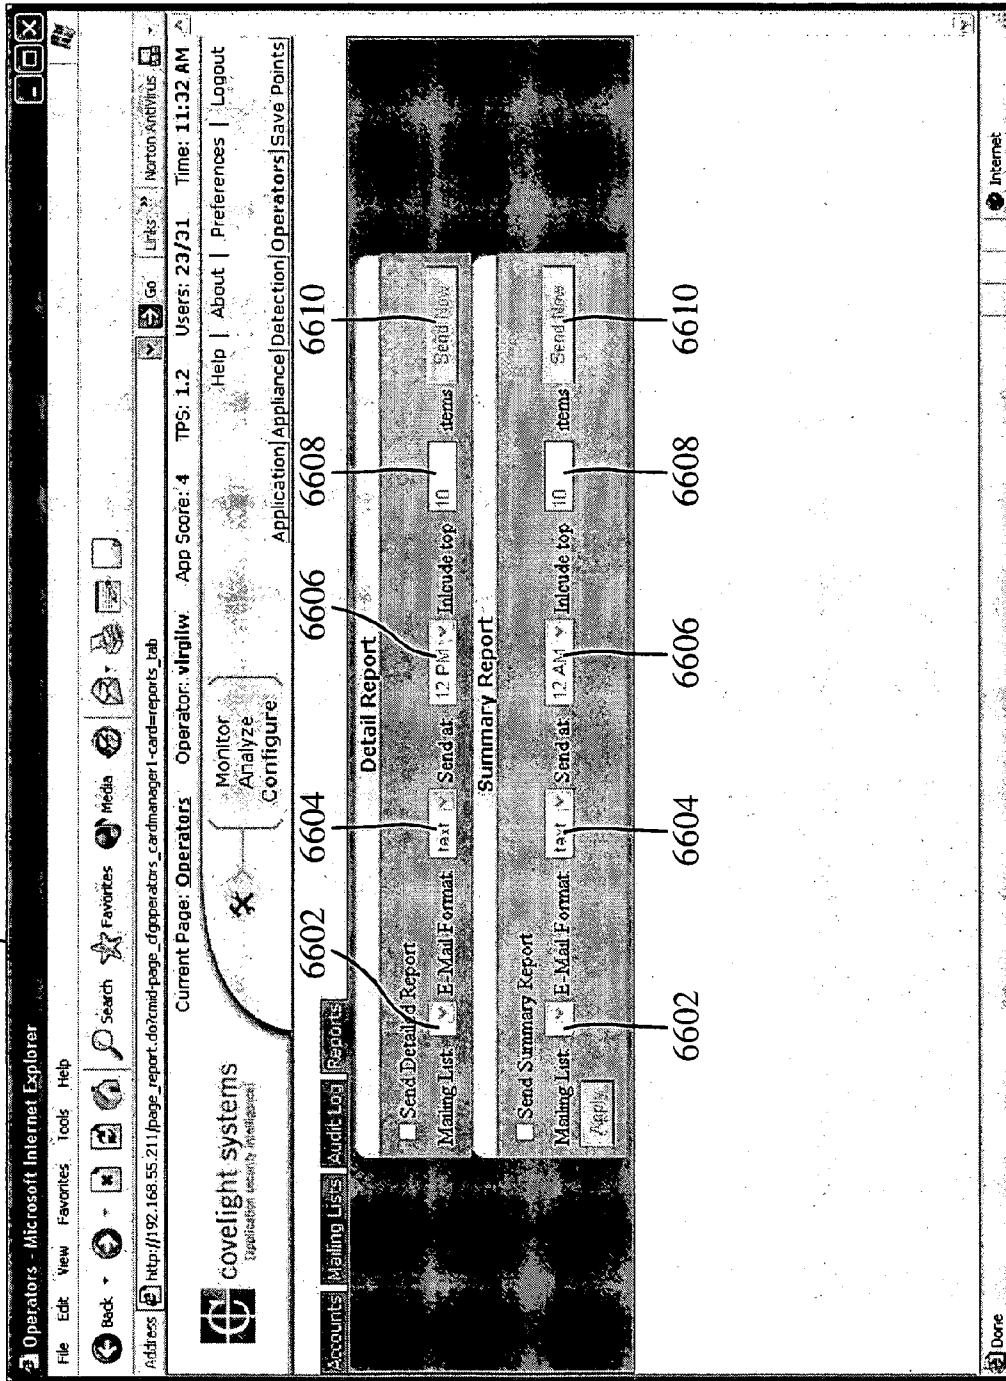 Operators - Microsoft Internet Explorer
File Edit View Favorites Tools Help
Back Search Favorites Media
Address http://192.168.55.211/page_report.do?cmid-page_cfgoperators_cardmanager1-card=reports_tab Go Links » Norton AntiVirus
Current Page: Operators Operator: virgilw App Score: 4 TPS: 1.2 Users: 23/31 Time: 11:32 AM
covelight systems
[application security intelligence]
Monitor
Analyze
Configure
Help | About | Preferences | Logout
Application|Appliance|Detection|Operators|Save Points
Accounts Mailing Lists Audit Log Reports
6602 6604 6606 6608 6610
Detail Report
Send Detailed Report
Mailing List E-Mail Format text Send at 12 PM Inlcude top 10 items Send Now
Summary Report
Send Summary Report
Mailing List E-Mail Format text Send at 12 AM Inlcude top 10 items Send Now
Apply
6602 6604 6606 6608 6610
Done Internet